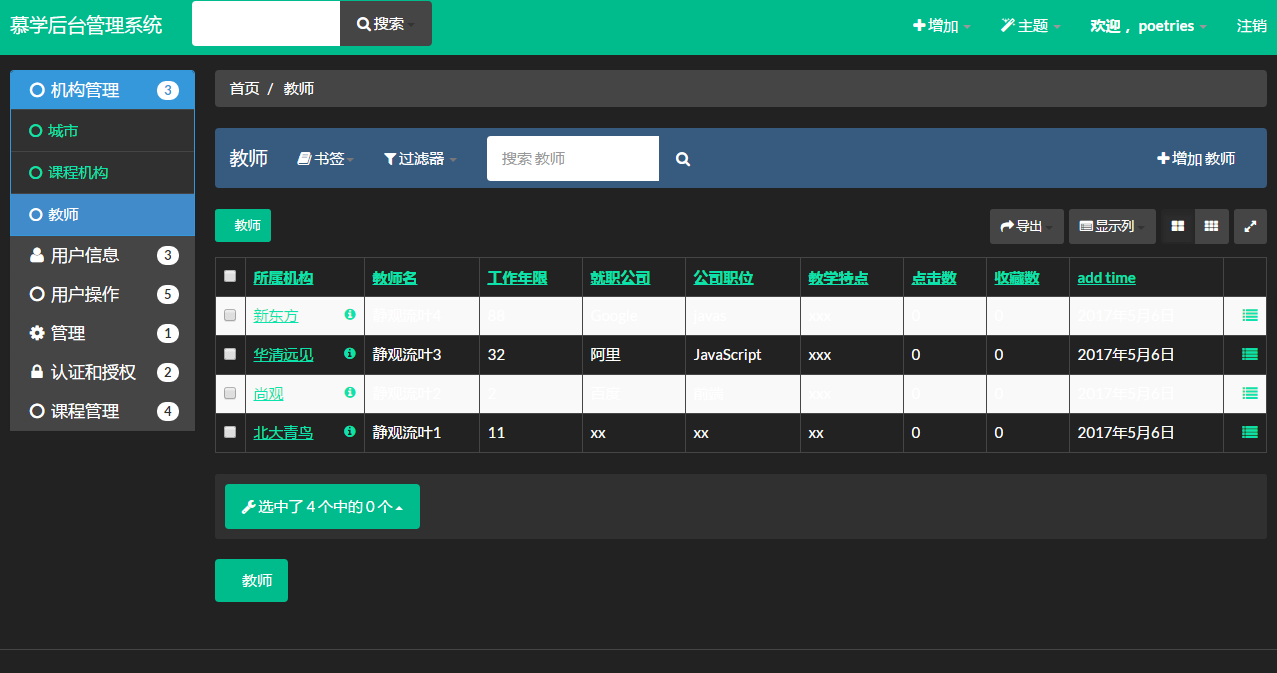 慕学后台管理系统 搜索 增加 主题 欢迎， poetries 注销
机构管理 3
城市
课程机构
教师
用户信息 3
用户操作 5
管理 1
认证和授权 2
课程管理 4
首页 / 教师
教师 书签 过滤器 搜索 教师 增加 教师
教师 导出 显示列
所属机构 教师名 工作年限 就职公司 公司职位 教学特点 点击数 收藏数 add time
新东方 静观流叶4 88 Google xxx 0 0 2017年5月6日
华清远见 静观流叶3 32 阿里 JavaScript xxx 0 0 2017年5月6日
尚观 静观流叶2 2 前端 xxx 0 0 2017年5月6日
北大青鸟 静观流叶1 11 xx xx xx 0 0 2017年5月6日
选中了 4 个中的 0 个
教师